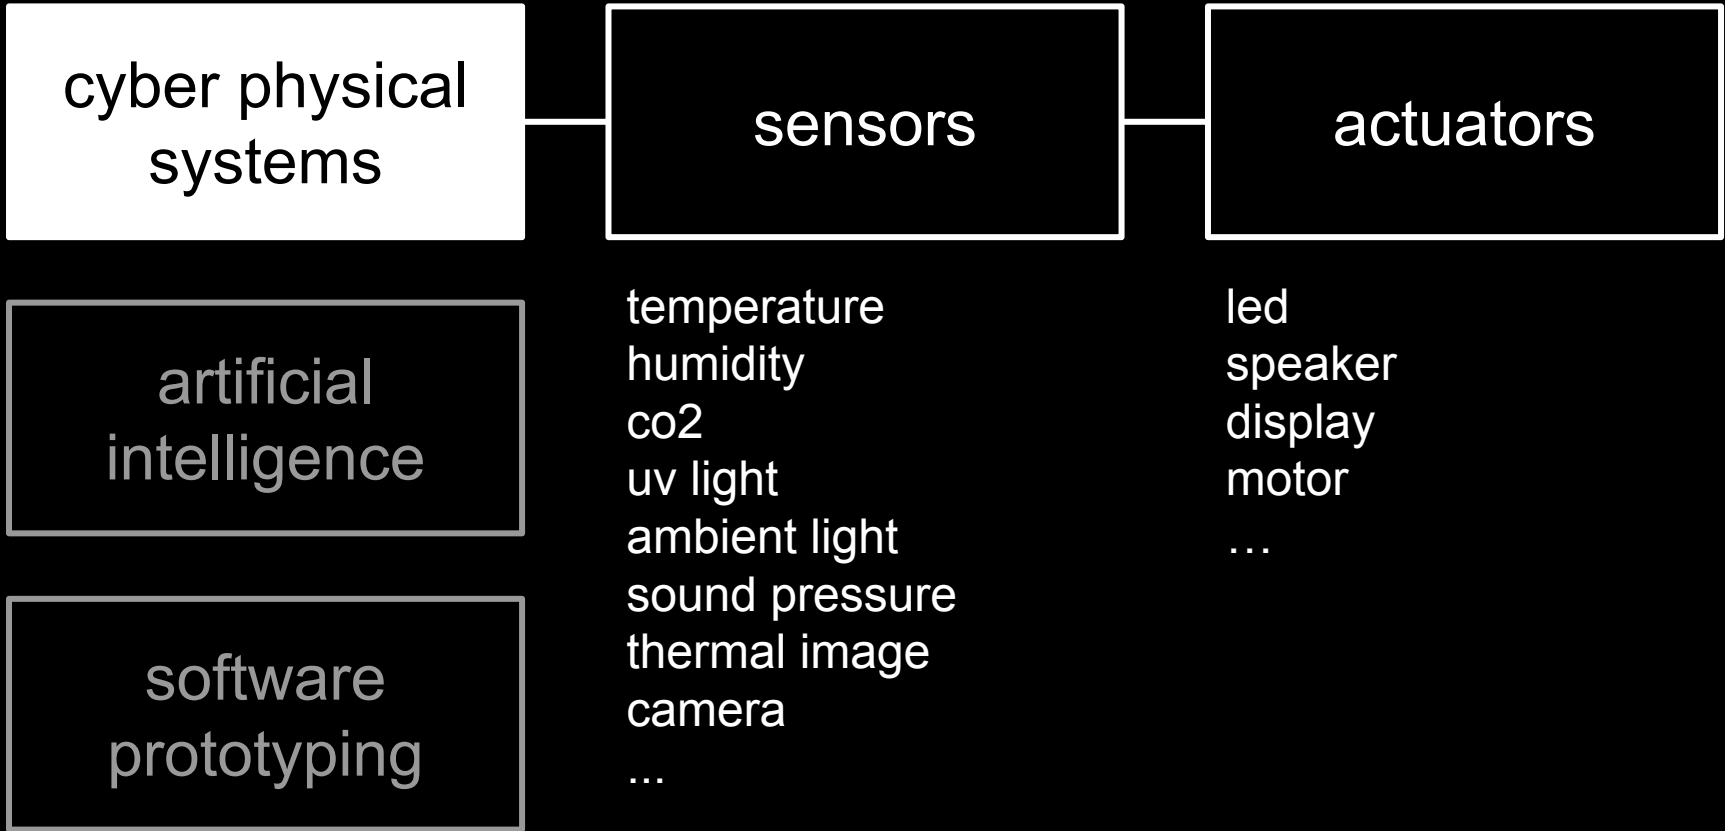 cyber physical
systems
sensors
actuators
artificial
intelligence
software
prototyping
temperature
humidity
co2
uv light
ambient light
sound pressure
thermal image
camera
...
led
speaker
display
motor
…